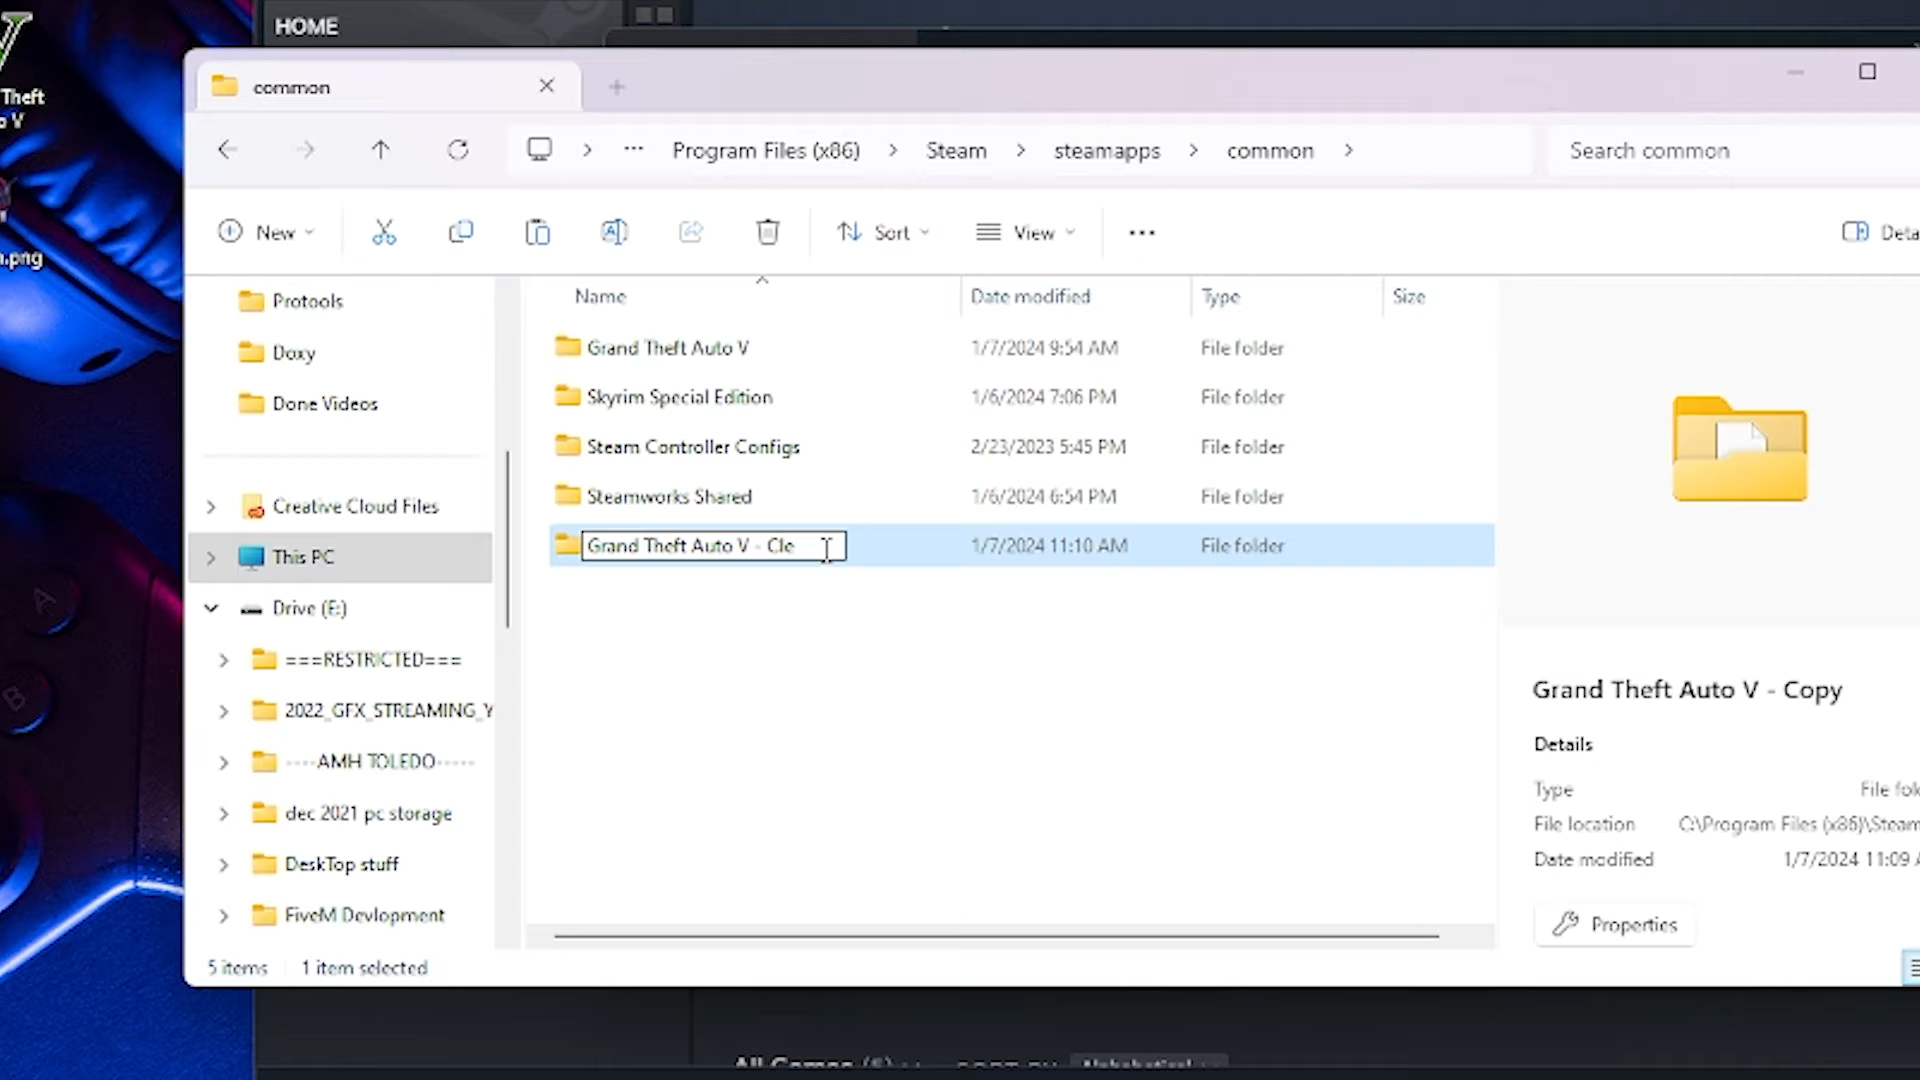 HOME
Theft
o V
n.png
common
Program Files (x86)
Steam
steamapps
common
Search common
New
Sort
View
Deta
Protools
Doxy
Done Videos
Creative Cloud Files
This PC
Drive (E:)
===RESTRICTED===
2022_GFX_STREAMING_Y
----AMH TOLEDO-----
dec 2021 pc storage
DeskTop stuff
FiveM Devlopment
Name Date modified Type Size
Grand Theft Auto V 1/7/2024 9:54 AM File folder
Skyrim Special Edition 1/6/2024 7:06 PM File folder
Steam Controller Configs 2/23/2023 5:45 PM File folder
Steamworks Shared 1/6/2024 6:54 PM File folder
Grand Theft Auto V - Cle 1/7/2024 11:10 AM File folder
Grand Theft Auto V - Copy
Details
Type File fol
File location C:\Program Files (x86)\Steam
Date modified 1/7/2024 11:09 A
Properties
5 items 1 item selected
A
B